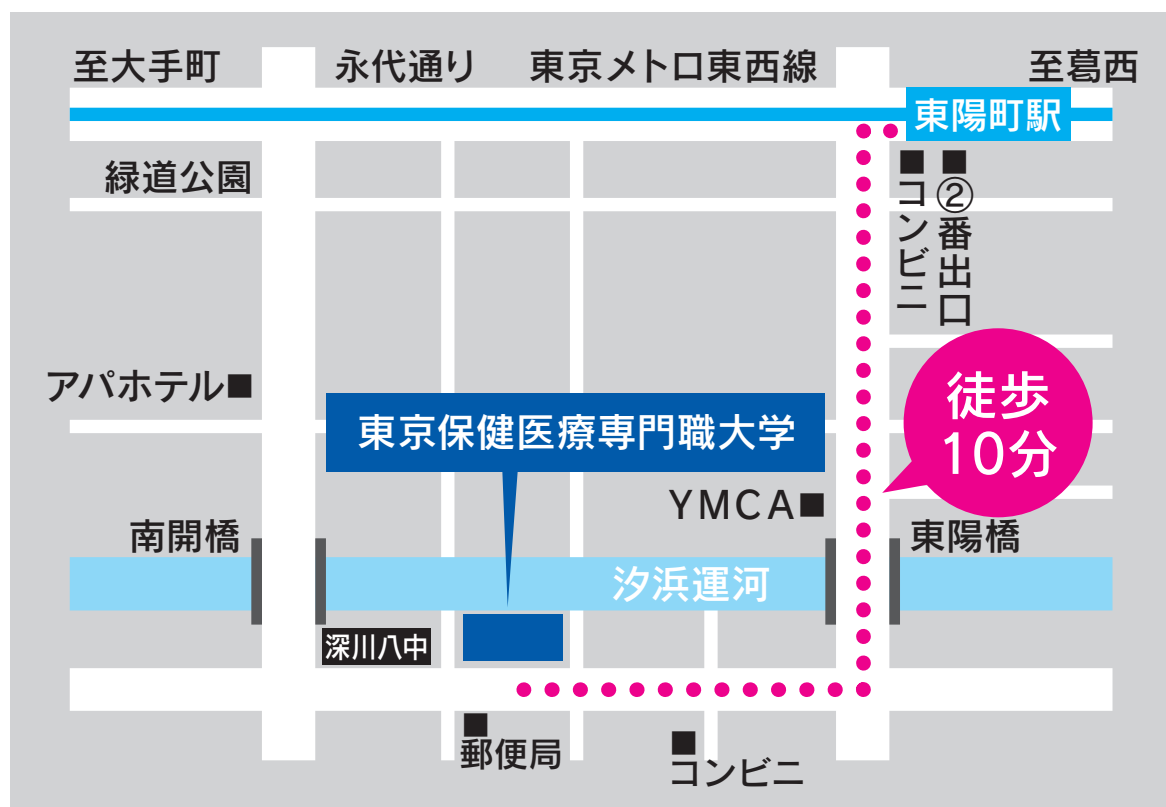 至大手町
永代通り
東京メトロ東西線
至葛西
東陽町駅
緑道公園
コンビニ
②番出口
アパホテル
徒歩
10分
東京保健医療専門職大学
YMCA
南開橋
東陽橋
汐浜運河
深川八中
郵便局
コンビニ